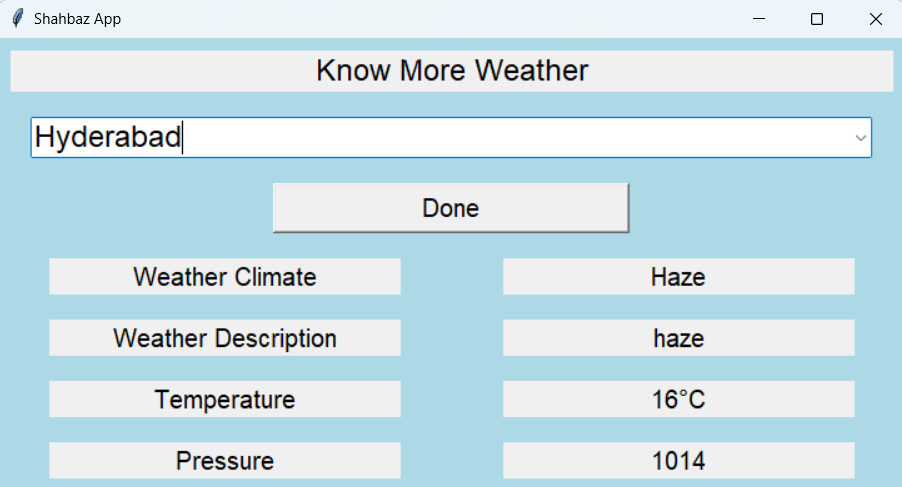 Shahbaz App
Know More Weather
Hyderabad
Done
Weather Climate Haze
Weather Description haze
Temperature 16°C
Pressure 1014